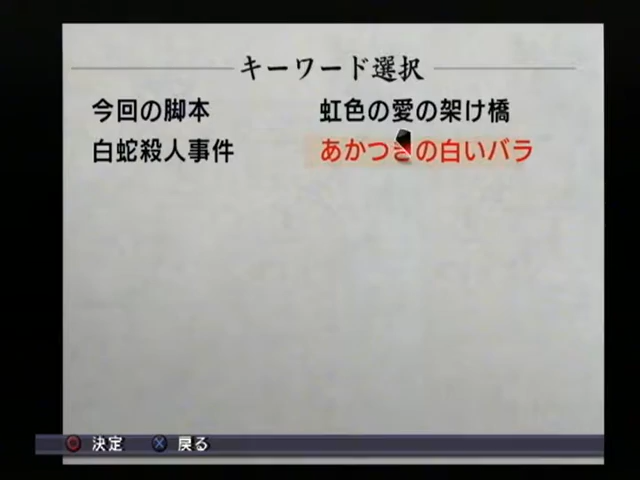 キーワード選択
今回の脚本 虹色の愛の架け橋
白蛇殺人事件 あかつきの白いバラ
決定 戻る